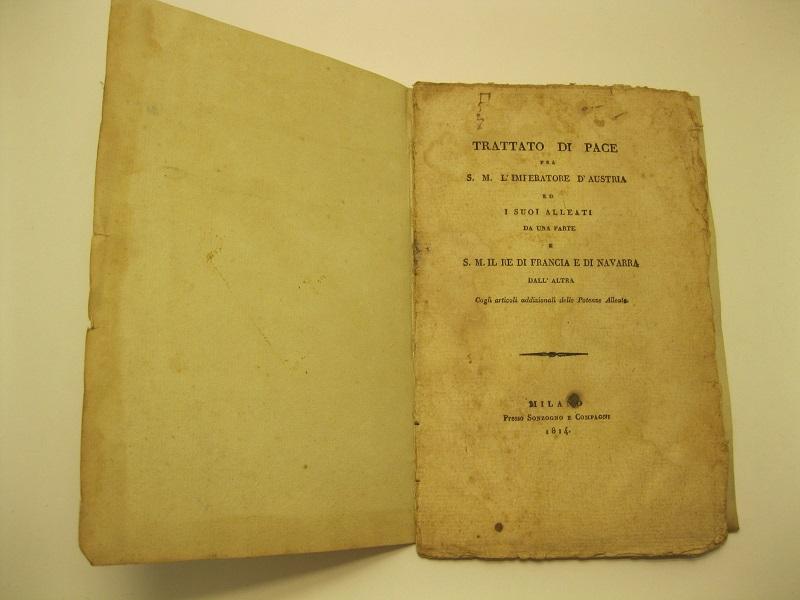 TRATTATO DI PACE
FRA
S. M. L'IMPERATORE D'AUSTRIA
ED
I SUOI ALLEATI
DA UNA PARTE
E
S. M. IL RE DI FRANCIA E DI NAVARRA
DALL' ALTRA
Cogli articoli addizionali delle Potenze Alleate.
MILANO
Presso Sonzogno e Compagni
1814.